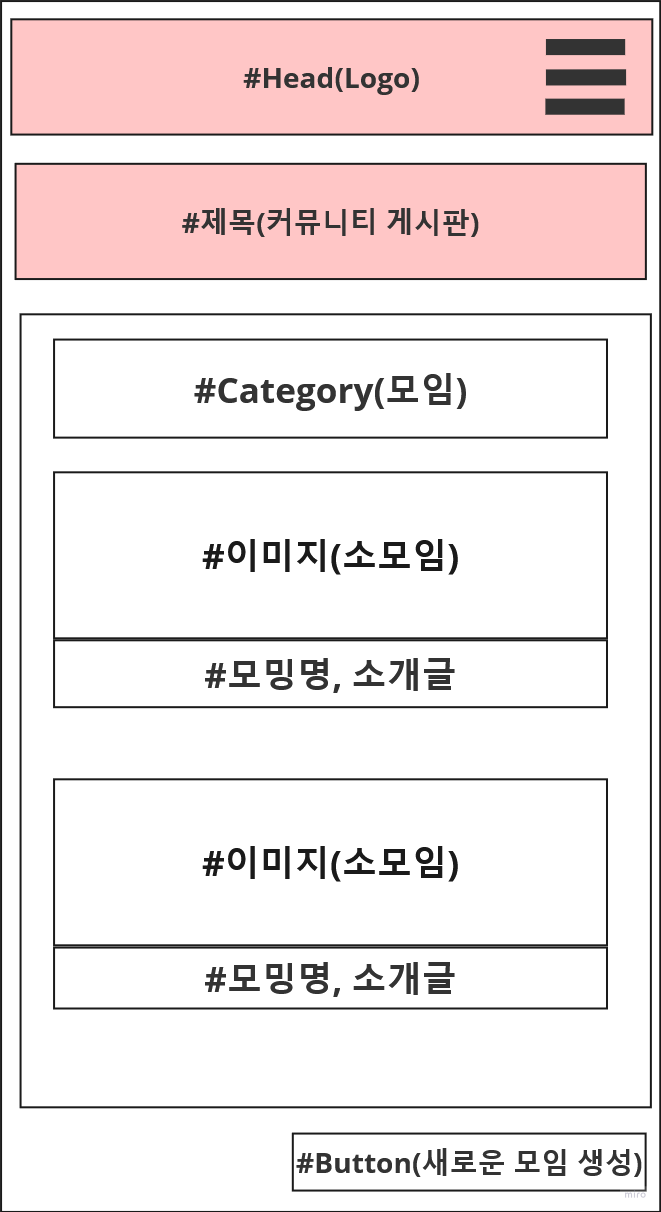 #Head(Logo)
#제목(커뮤니티 게시판)
#Category(모임)
#이미지(소모임)
#모밍명, 소개글
#이미지(소모임)
#모밍명, 소개글
#Button(새로운 모임 생성)
miro